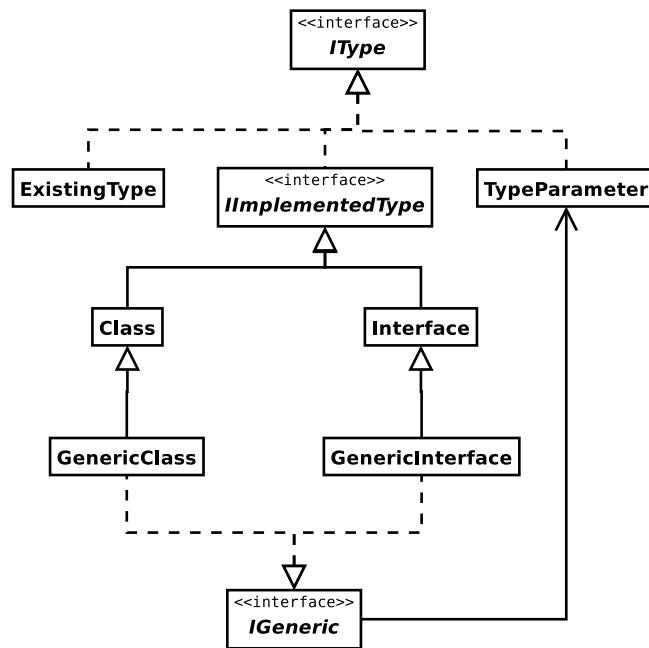 <<interface>>
IType
ExistingType
<<interface>>
IImplementedType
TypeParameter
Class
Interface
GenericClass
GenericInterface
<<interface>>
IGeneric